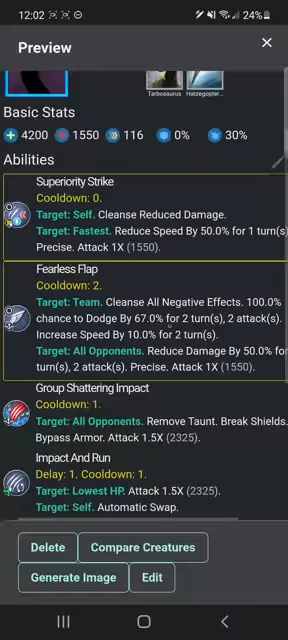 12:02
24%
Preview
Tarbosaurus
Hatzegopter...
Basic Stats
4200 1550 116 0% 30%
Abilities
Superiority Strike
Cooldown: 0.
Target: Self. Cleanse Reduced Damage.
Target: Fastest. Reduce Speed By 50.0% for 1 turn(s).
Precise. Attack 1X (1550).
Fearless Flap
Cooldown: 2.
Target: Team. Cleanse All Negative Effects. 100.0%
chance to Dodge By 67.0% for 2 turn(s), 2 attack(s).
Increase Speed By 10.0% for 2 turn(s).
Target: All Opponents. Reduce Damage By 50.0% for
turn(s), 2 attack(s). Precise. Attack 1X (1550).
Group Shattering Impact
Cooldown: 1.
Target: All Opponents. Remove Taunt. Break Shields.
Bypass Armor. Attack 1.5X (2325).
Impact And Run
Delay: 1. Cooldown: 1.
Target: Lowest HP. Attack 1.5X (2325).
Target: Self. Automatic Swap.
Delete
Compare Creatures
Generate Image
Edit